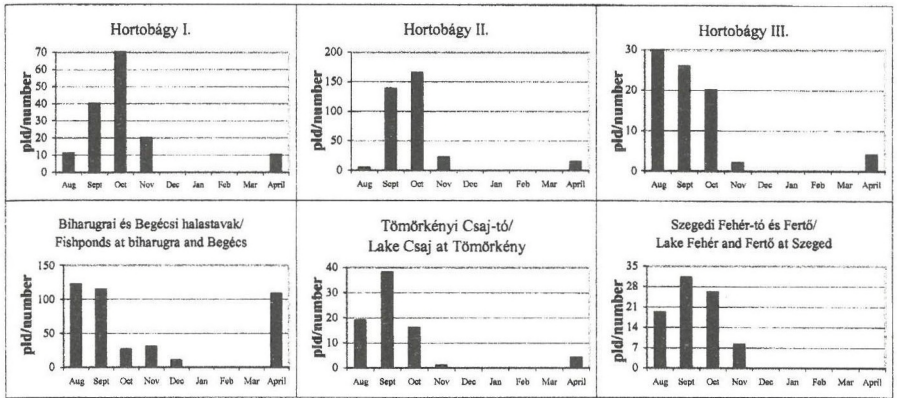 Hortobágy I.
pld/number
70
60
50
40
30
20
10
0
Aug Sept Oct Nov Dec Jan Feb Mar April
Hortobágy II.
pld/number
200
150
100
50
0
Aug Sept Oct Nov Dec Jan Feb Mar April
Hortobágy III.
pld/number
30
20
10
0
Aug Sept Oct Nov Dec Jan Feb Mar April
Biharugrai és Begécsi halastavak/
Fishponds at biharugra and Begécs
pld/number
150
100
50
0
Aug Sept Oct Nov Dec Jan Feb Mar April
Tömörkényi Csaj-tó/
Lake Csaj at Tömörkény
pld/number
40
30
20
10
0
Aug Sept Oct Nov Dec Jan Feb Mar April
Szegedi Fehér-tó és Fertő/
Lake Fehér and Fertő at Szeged
pld/number
35
28
21
14
7
0
Aug Sept Oct Nov Dec Jan Feb Mar April